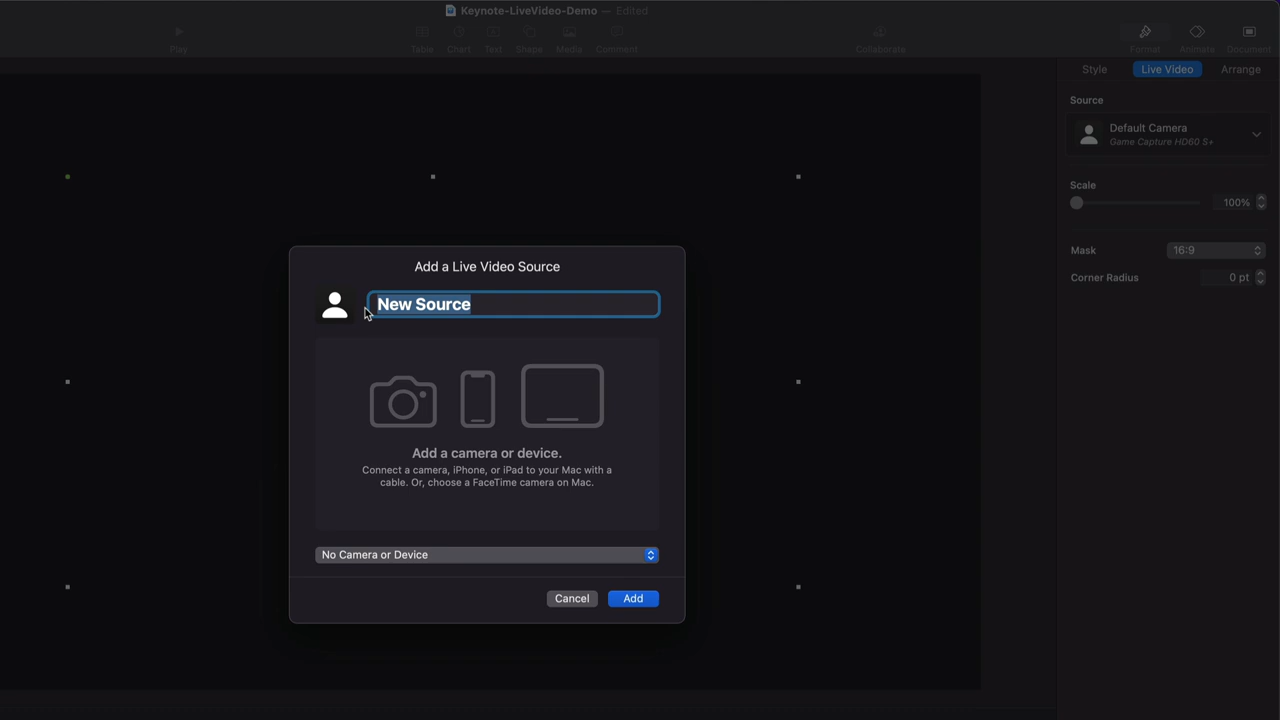 Keynote-LiveVideo-Demo — Edited
Play
Table Chart Text Shape Media Comment
Collaborate
Format Animate Document
Style Live Video Arrange
Source
Default Camera
Game Capture HD60 S+
Scale
100%
Mask 16:9
Corner Radius 0 pt
Add a Live Video Source
New Source
Add a camera or device.
Connect a camera, iPhone, or iPad to your Mac with a
cable. Or, choose a FaceTime camera on Mac.
No Camera or Device
Cancel Add